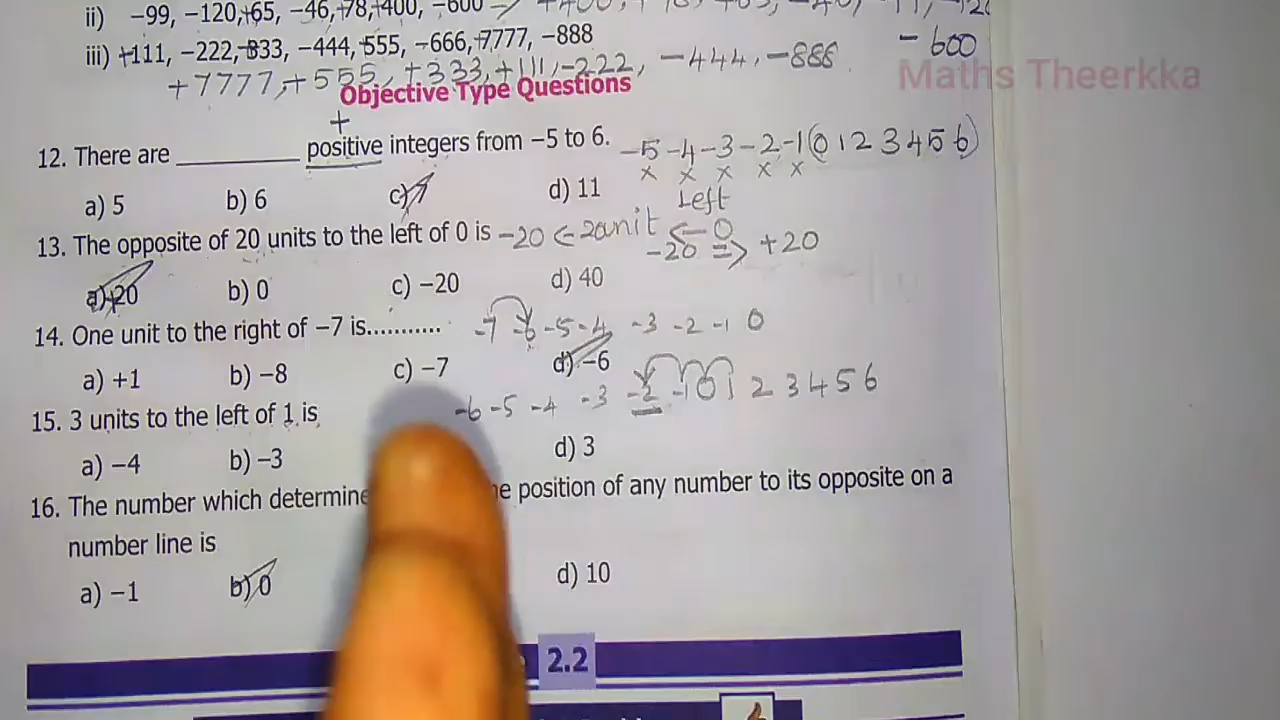 ii) −99, −120,+65, −46,+78,+400, −600
iii) +111, −222,−333, −444,+555, −666,+7777, −888
− 600
+7777,+555,+333,+111,−222, −444,−888
Maths Theerkka
Objective Type Questions
+
12. There are __________ positive integers from −5 to 6. −5 −4 −3 −2 −1(0 1 2 3 4 5 6)
x x x x x
a) 5 b) 6 c) 7 d) 11
Left
13. The opposite of 20 units to the left of 0 is −20 ← 20unit ← 0
−20 ⇒ +20
a)+20 b) 0 c) −20 d) 40
14. One unit to the right of −7 is........... −7 −6 −5 −4 −3 −2 −1 0
a) +1 b) −8 c) −7 d) −6
15. 3 units to the left of 1 is −6 −5 −4 −3 −2 −1 0 1 2 3 4 5 6
a) −4 b) −3 d) 3
16. The number which determine position of any number to its opposite on a
number line is
a) −1 b) 0 d) 10
2.2